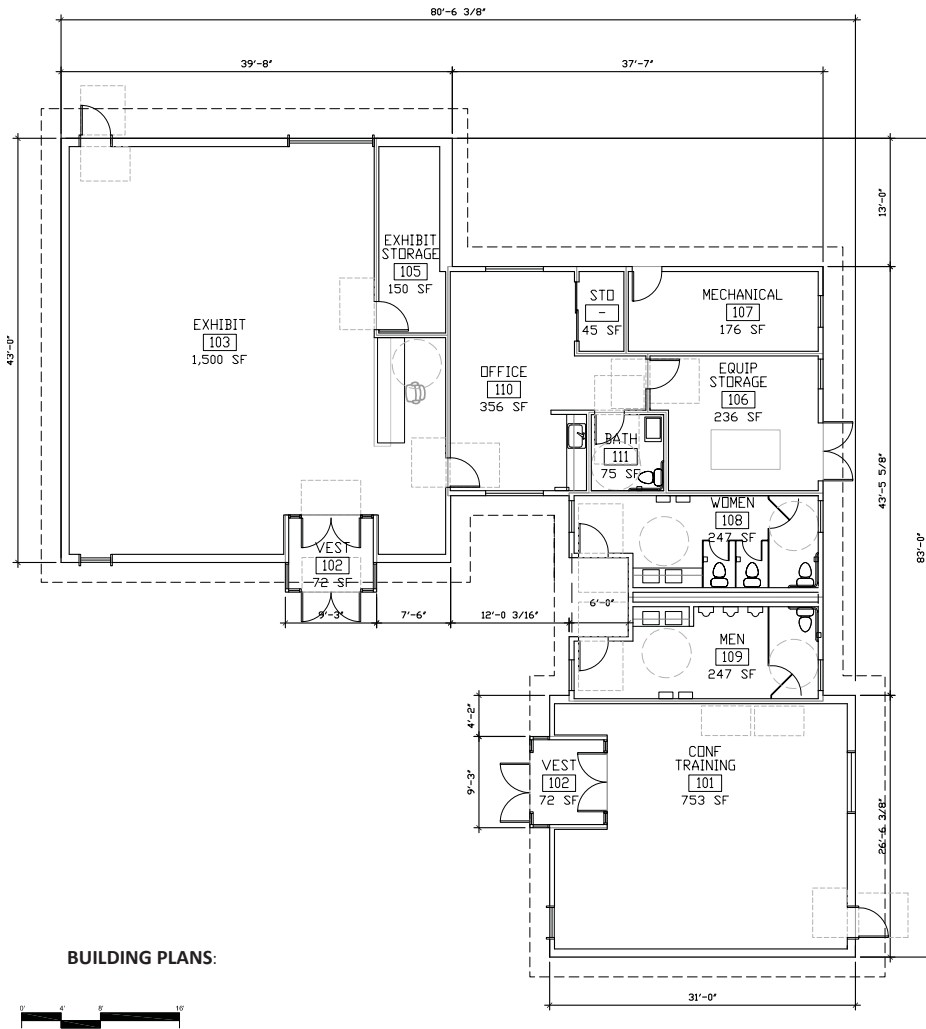 80'-6 3/8"
39'-8"
37'-7"
13'-0"
43'-0"
EXHIBIT
STORAGE
105
150 SF
STO
-
45 SF
MECHANICAL
107
176 SF
EXHIBIT
103
1,500 SF
OFFICE
110
356 SF
EQUIP
STORAGE
106
236 SF
BATH
111
75 SF
43'-5 5/8"
WOMEN
108
247 SF
VEST
102
72 SF
83'-0"
9'-3"
7'-6"
12'-0 3/16"
6'-0"
MEN
109
247 SF
4'-2"
9'-3"
VEST
102
72 SF
CONF
TRAINING
101
753 SF
26'-6 3/8"
BUILDING PLANS:
31'-0"
0' 4' 8' 16'